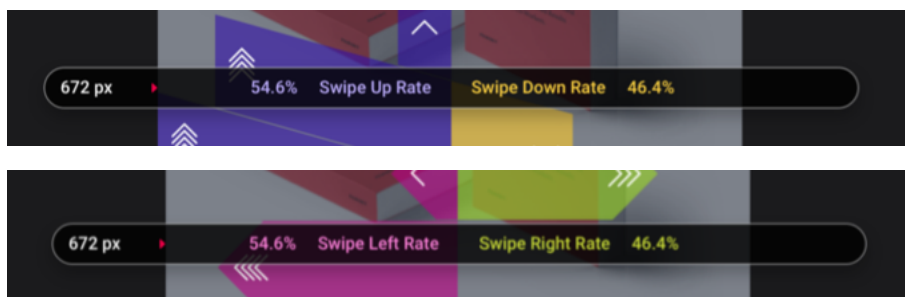 672 px 54.6% Swipe Up Rate Swipe Down Rate 46.4%
672 px 54.6% Swipe Left Rate Swipe Right Rate 46.4%